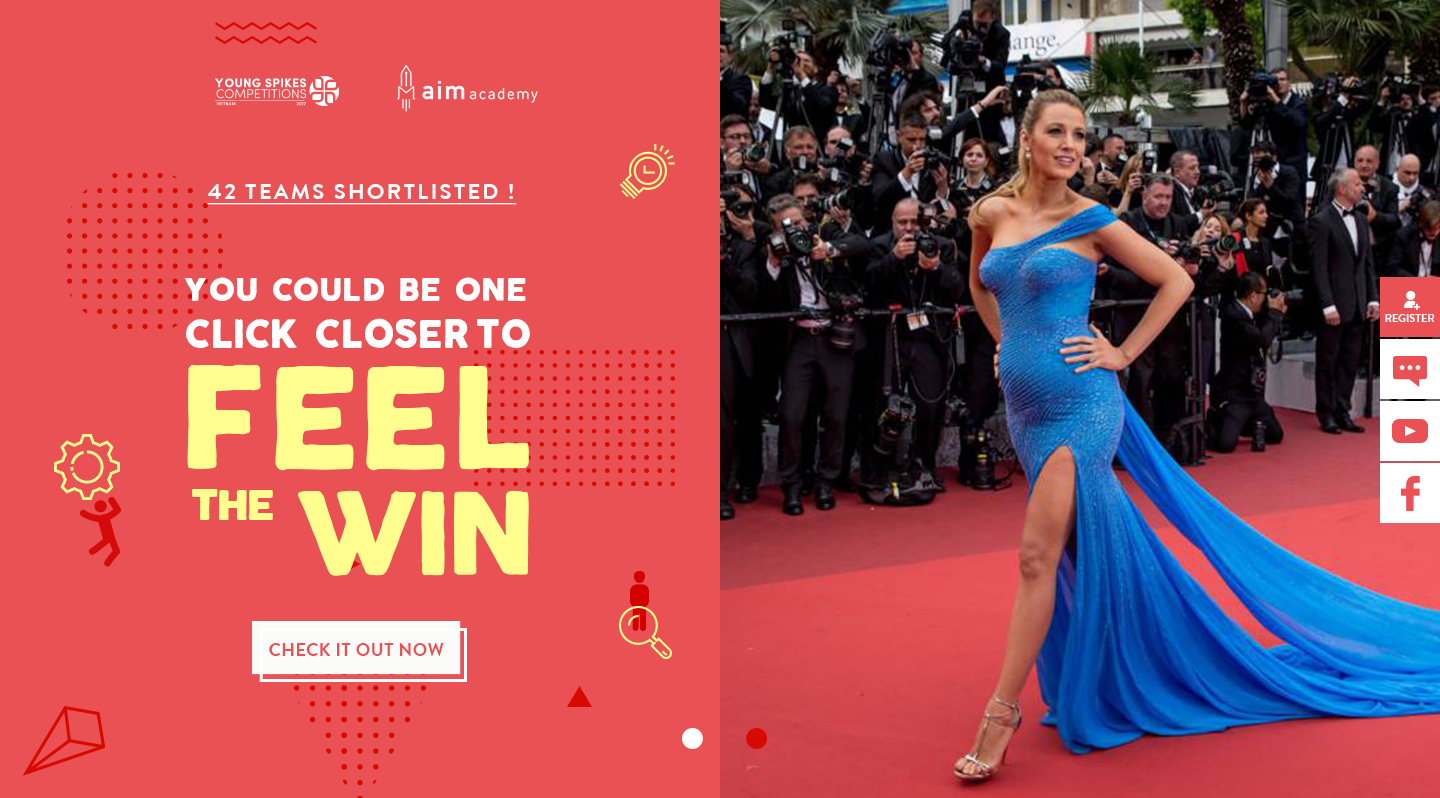 YOUNG SPIKES
COMPETITIONS
VIETNAM 2017
aim academy
42 TEAMS SHORTLISTED !
YOU COULD BE ONE
CLICK CLOSER TO
FEEL
THE WIN
CHECK IT OUT NOW
ange.
REGISTER